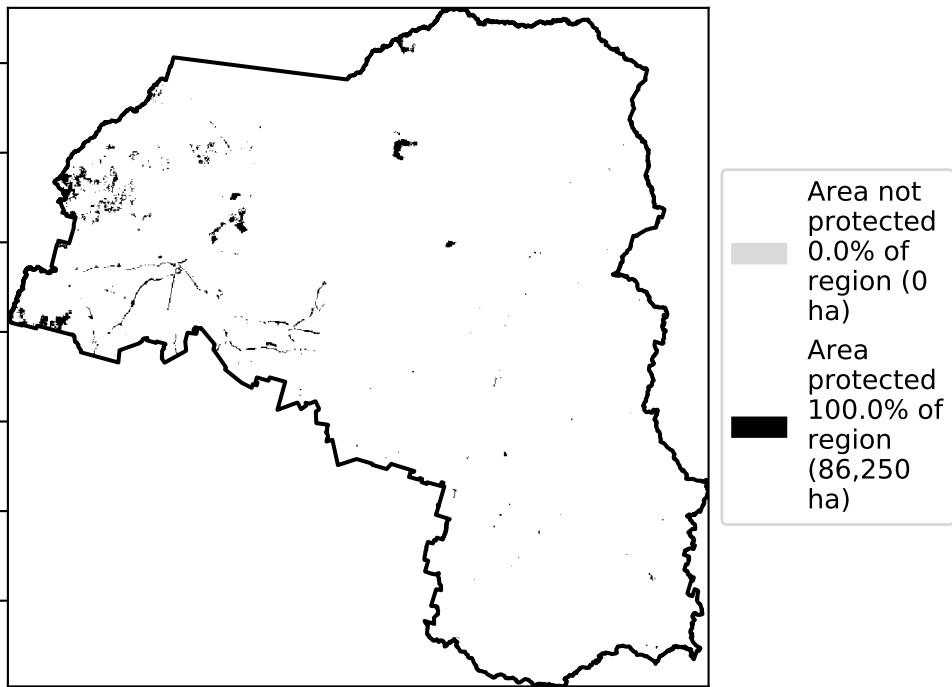 Area not
protected
0.0% of
region (0
ha)
Area
protected
100.0% of
region
(86,250
ha)